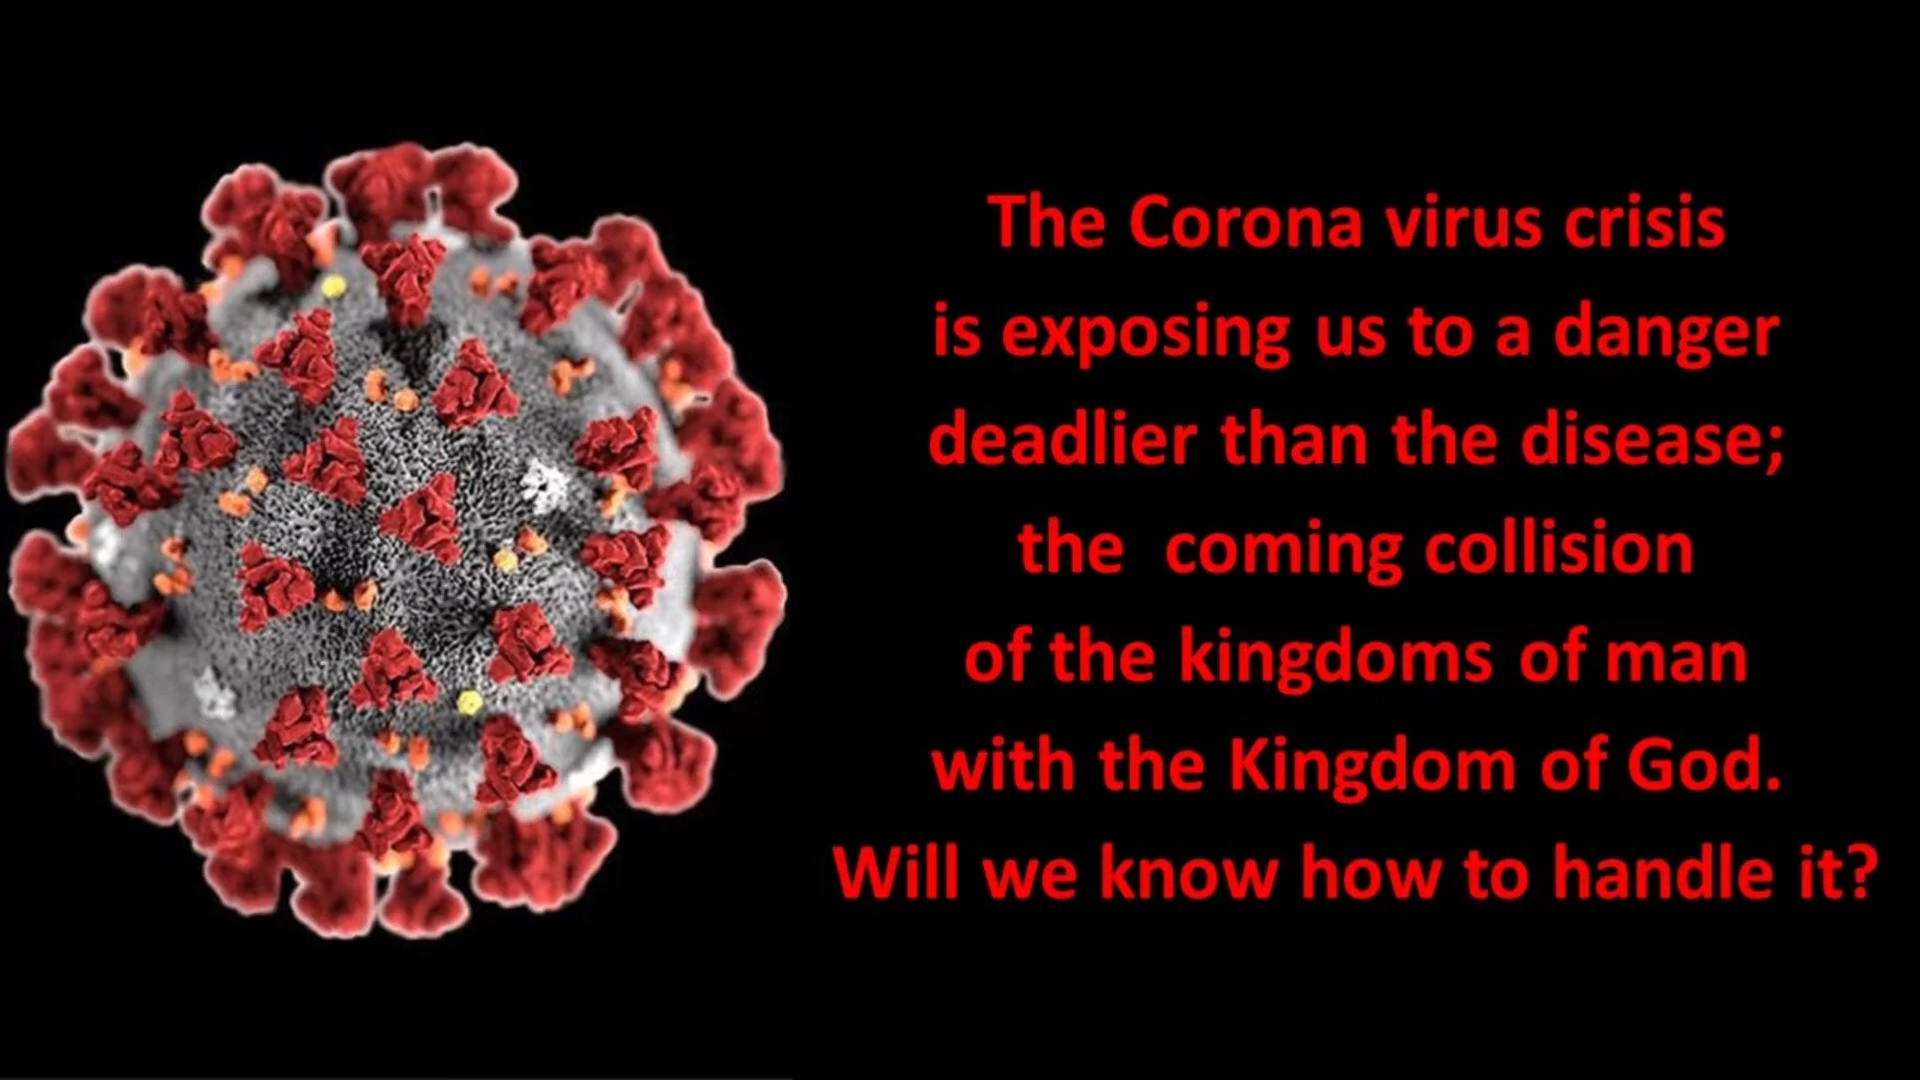 The Corona virus crisis
is exposing us to a danger
deadlier than the disease;
the  coming collision
of the kingdoms of man
with the Kingdom of God.
Will we know how to handle it?